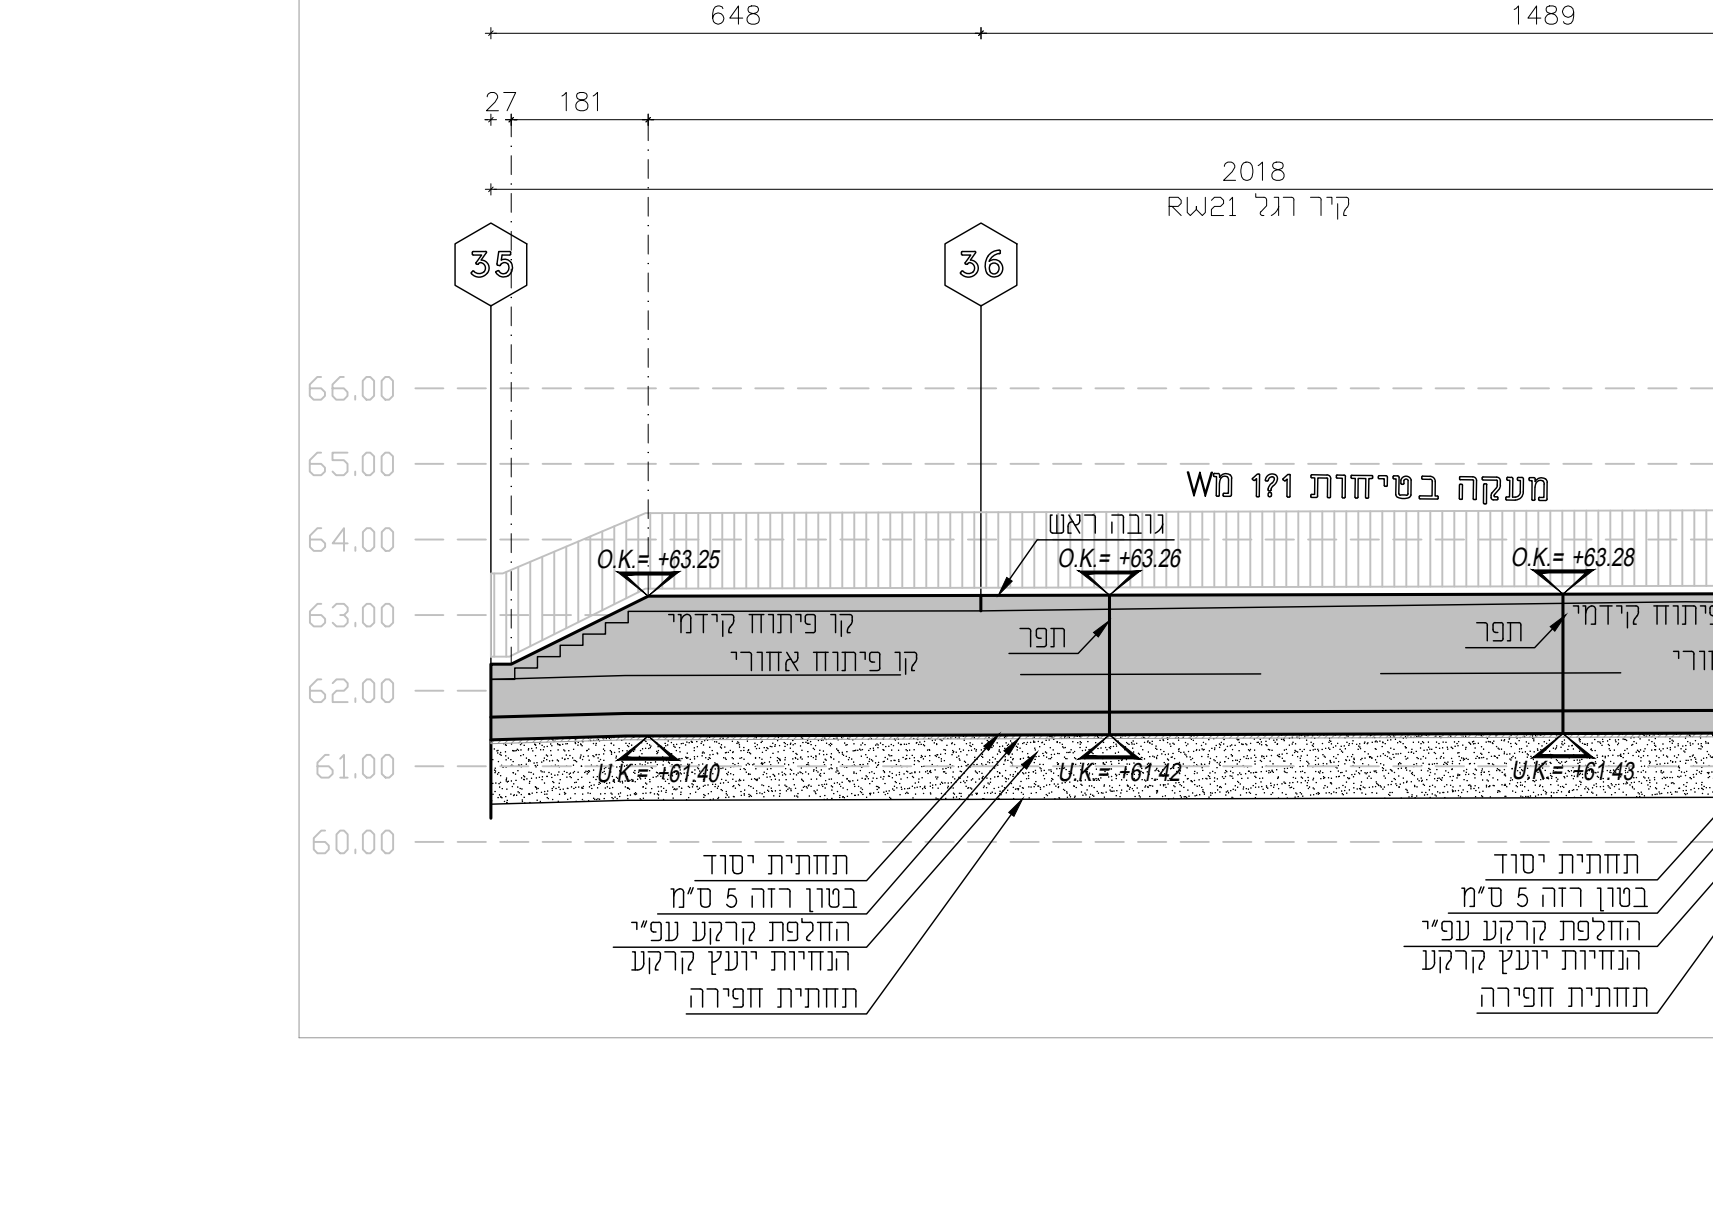 648
1489
27
181
2018
קיר רגל RW21
35
36
66.00
65.00
מעקה בטיחות
גובה ראש
64.00
O.K.= +63.25
O.K.= +63.26
O.K.= +63.28
63.00
קו פיתוח קידמי
תפר
תפר
פיתוח קידמי
קו פיתוח אחורי
62.00
61.00
U.K.= +61.40
U.K.= +61.42
U.K.= +61.43
60.00
תחתית יסוד
בטון רזה 5 ס"מ
החלפת קרקע עפ"י
הנחיות יועץ קרקע
תחתית חפירה
תחתית יסוד
בטון רזה 5 ס"מ
החלפת קרקע עפ"י
הנחיות יועץ קרקע
תחתית חפירה